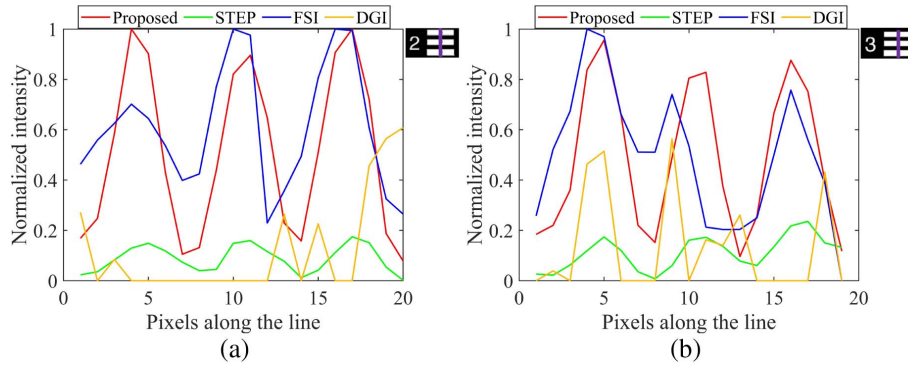 Proposed STEP FSI DGI
Normalized intensity
1
0.8
0.6
0.4
0.2
0
0 5 10 15 20
Pixels along the line
2
(a)
Proposed STEP FSI DGI
Normalized intensity
1
0.8
0.6
0.4
0.2
0
0 5 10 15 20
Pixels along the line
3
(b)